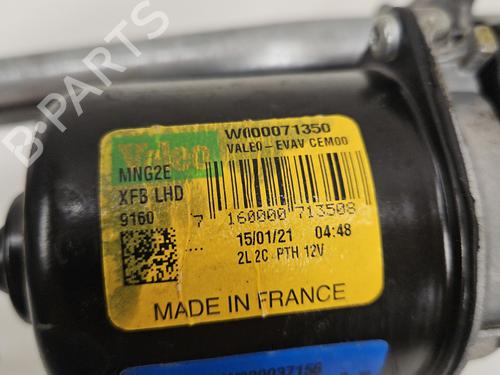 W000071350
Valeo
VALEO-EVAV CEM00
MNG2E
XFB LHD
9160
7 160000 713508
...
15/01/21 04:48
2L 2C PTH 12V
MADE IN FRANCE
W000037156